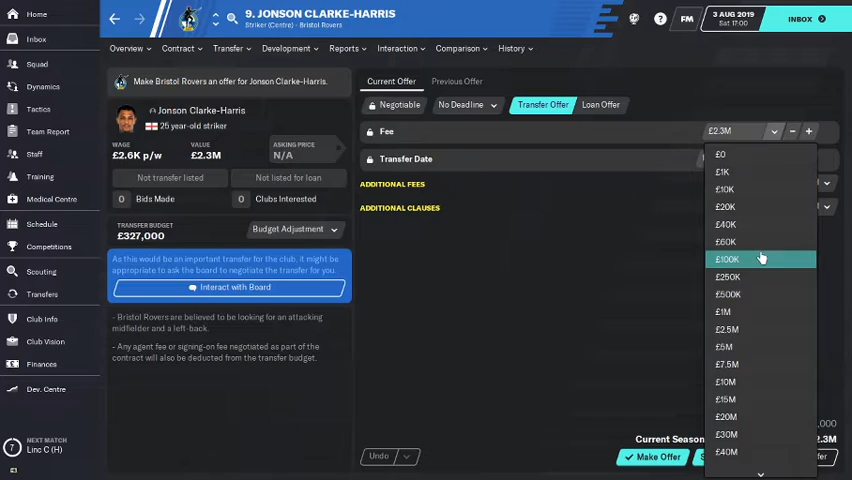 Home
9. JONSON CLARKE-HARRIS
Striker (Centre) - Bristol Rovers
FM
3 AUG 2019
Sat 17:00
INBOX
Inbox
Overview
Contract
Transfer
Development
Reports
Interaction
Comparison
History
Squad
Dynamics
Make Bristol Rovers an offer for Jonson Clarke-Harris.
Current Offer
Previous Offer
Tactics
Jonson Clarke-Harris
25 year-old striker
Negotiable
No Deadline
Transfer Offer
Loan Offer
Team Report
Fee
£2.3M
Staff
WAGE
£2.6K p/w
VALUE
£2.3M
ASKING PRICE
N/A
Transfer Date
£0
Training
Not transfer listed
Not listed for loan
ADDITIONAL FEES
£1K
£10K
Medical Centre
0 Bids Made
0 Clubs Interested
ADDITIONAL CLAUSES
£20K
Schedule
TRANSFER BUDGET
£327,000
Budget Adjustment
£40K
Competitions
£60K
Scouting
As this would be an important transfer for the club, it might be
appropriate to ask the board to negotiate the transfer for you.
£100K
£250K
Interact with Board
Transfers
£500K
Club Info
- Bristol Rovers are believed to be looking for an attacking
midfielder and a left-back.
£1M
£2.5M
Club Vision
- Any agent fee or signing-on fee negotiated as part of the
contract will also be deducted from the transfer budget.
£5M
Finances
£7.5M
Dev. Centre
£10M
£15M
£20M
,000
7
NEXT MATCH
Linc C (H)
Current Seaso
£30M
2.3M
Undo
Make Offer
S
£40M
fer